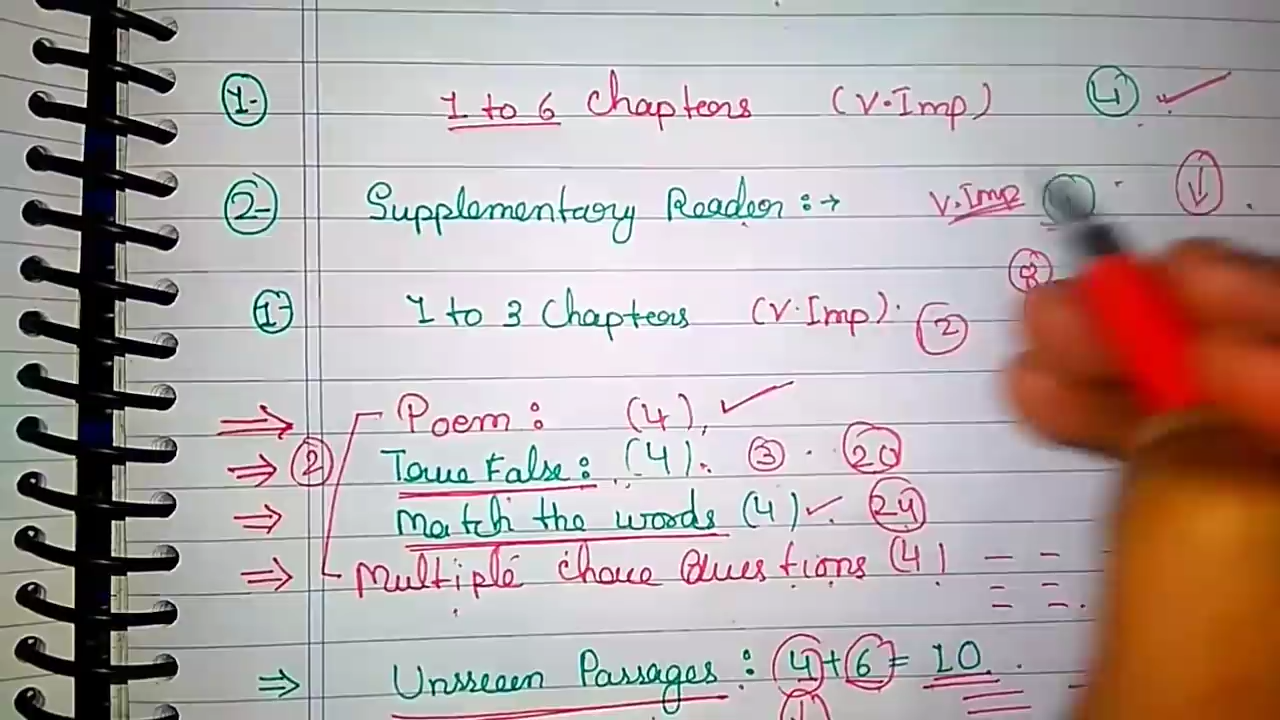 1- 1 to 6 Chapters (V.Imp) 4
2- Supplementary Reader :→ V.Imp
8
1- 1 to 3 Chapters (V.Imp). 2
⇒ Poem : (4).
⇒ 2 True False : (4). 3 . 20
⇒ Match the words (4) 24
⇒ Multiple choue Questions (4)
⇒ Unsseen Passages : 4+6= 10